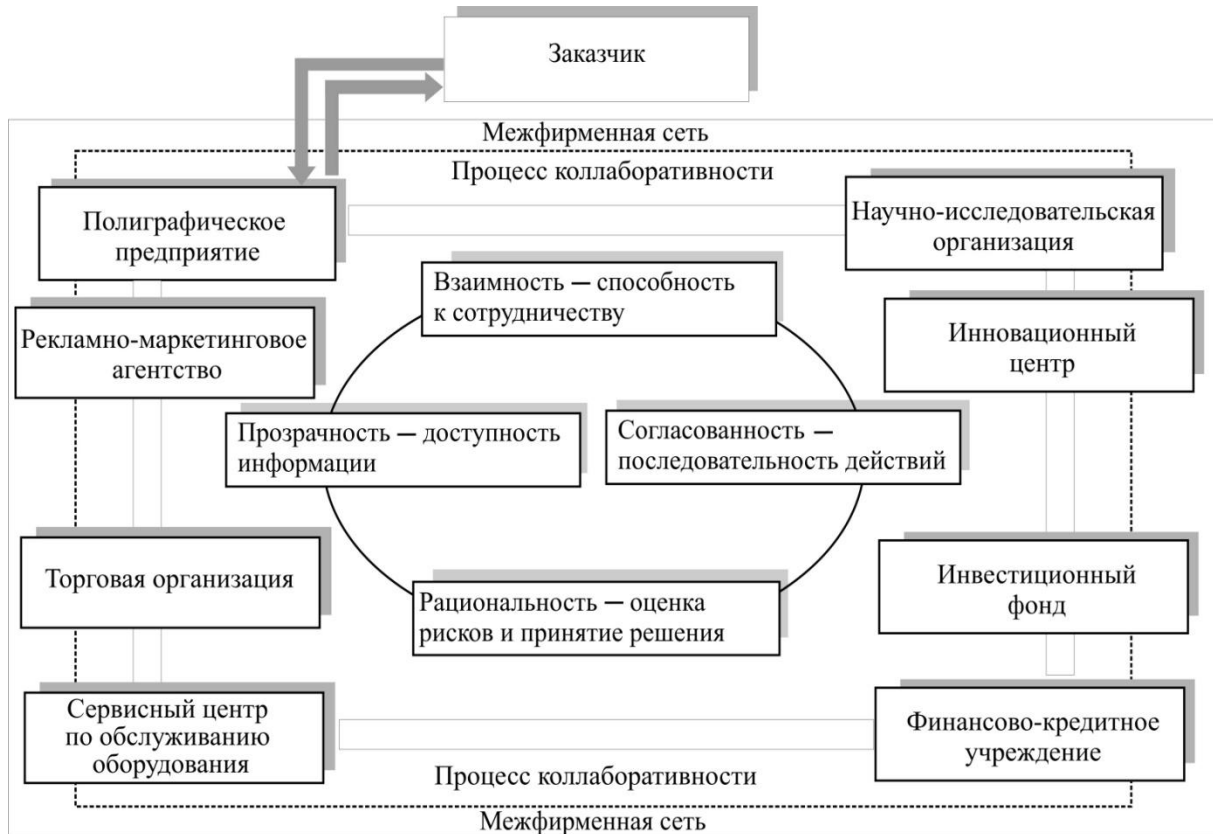 Заказчик
Межфирменная сеть
Процесс коллаборативности
Полиграфическое
предприятие
Научно-исследовательская
организация
Взаимность — способность
к сотрудничеству
Рекламно-маркетинговое
агентство
Инновационный
центр
Прозрачность — доступность
информации
Согласованность —
последовательность действий
Торговая организация
Инвестиционный
фонд
Рациональность — оценка
рисков и принятие решения
Сервисный центр
по обслуживанию
оборудования
Финансово-кредитное
учреждение
Процесс коллаборативности
Межфирменная сеть